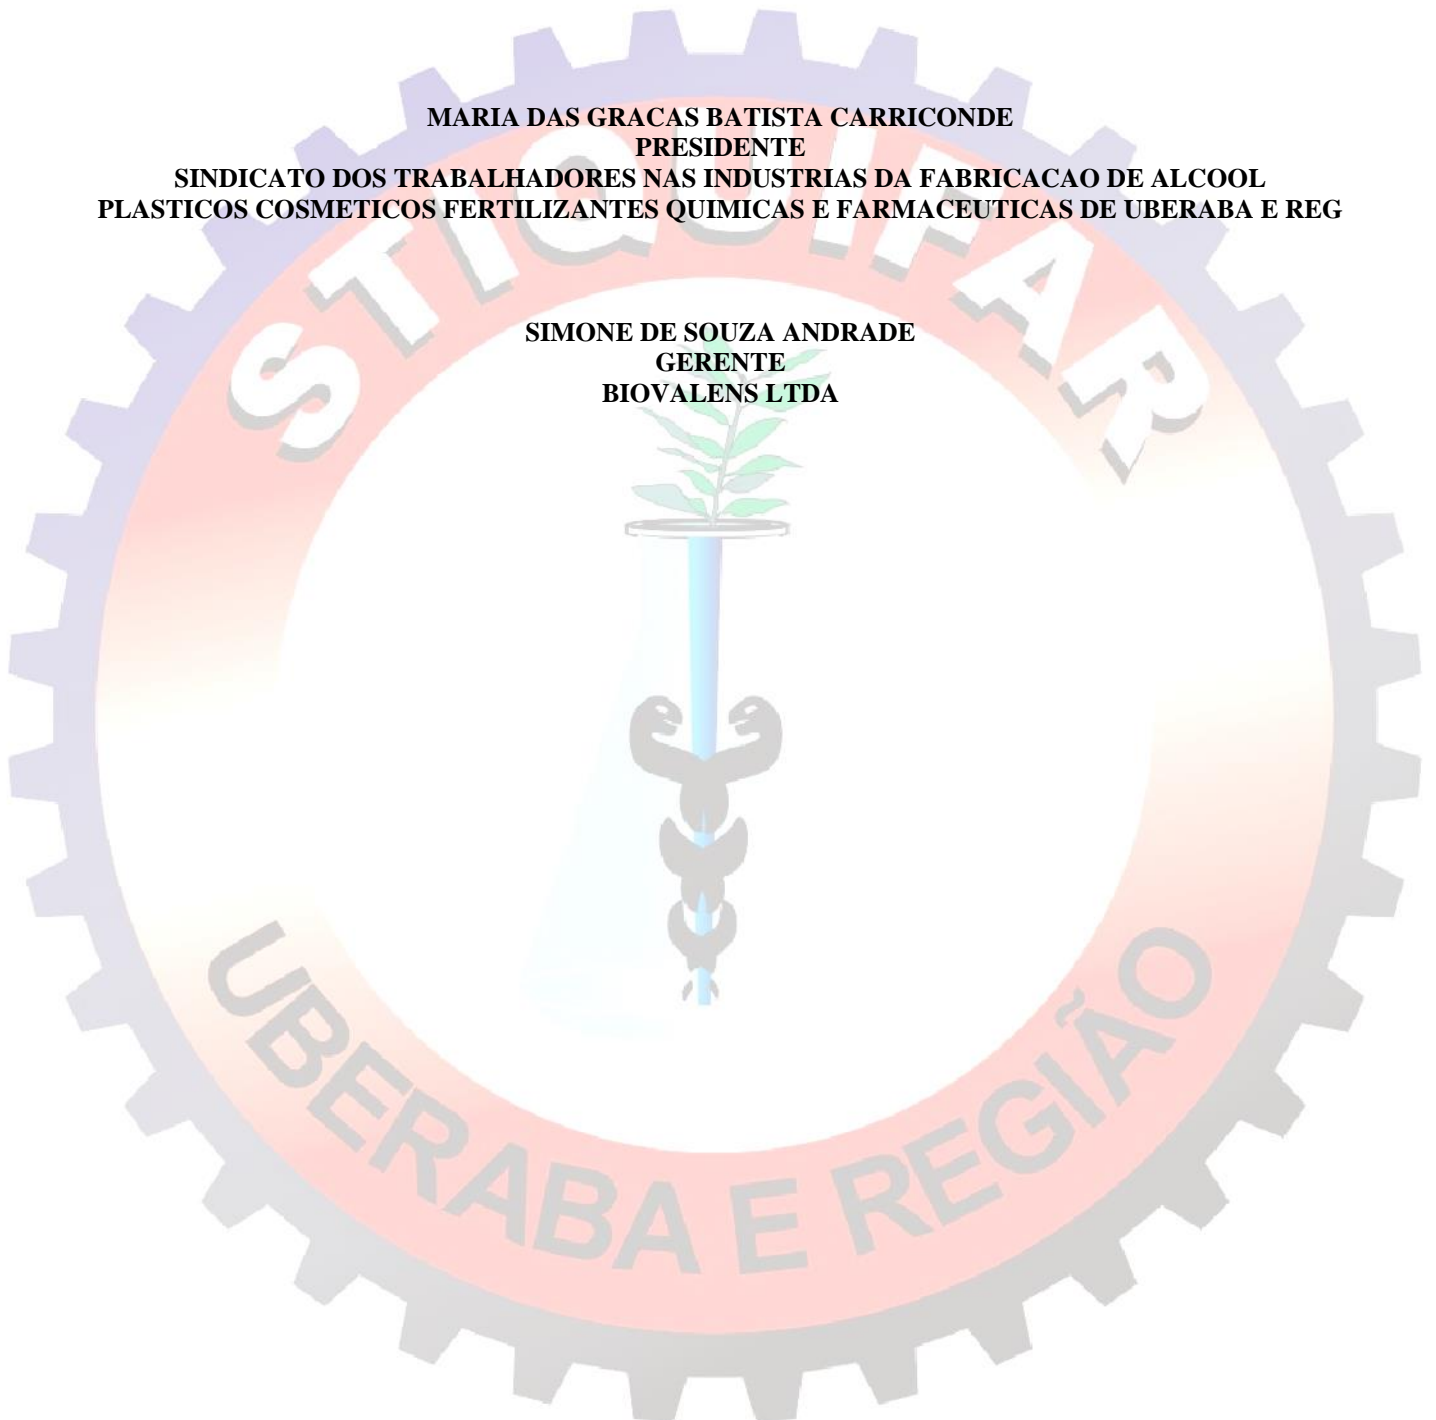 MARIA DAS GRACAS BATISTA CARRICONDE
PRESIDENTE
SINDICATO DOS TRABALHADORES NAS INDUSTRIAS DA FABRICACAO DE ALCOOL
PLASTICOS COSMETICOS FERTILIZANTES QUIMICAS E FARMACEUTICAS DE UBERABA E REG
STIQUIFAR
SIMONE DE SOUZA ANDRADE
GERENTE
BIOVALENS LTDA
UBERABA E REGIÃO